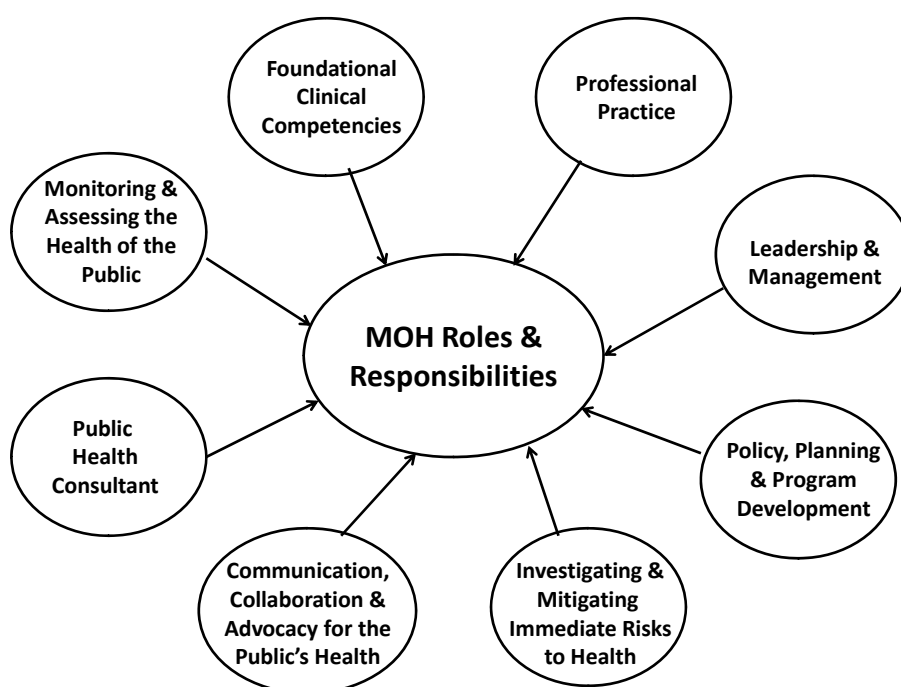 Foundational
Clinical
Competencies
Professional
Practice
Monitoring &
Assessing the
Health of the
Public
Leadership &
Management
MOH Roles &
Responsibilities
Public
Health
Consultant
Policy, Planning
& Program
Development
Communication,
Collaboration &
Advocacy for the
Public’s Health
Investigating &
Mitigating
Immediate Risks
to Health